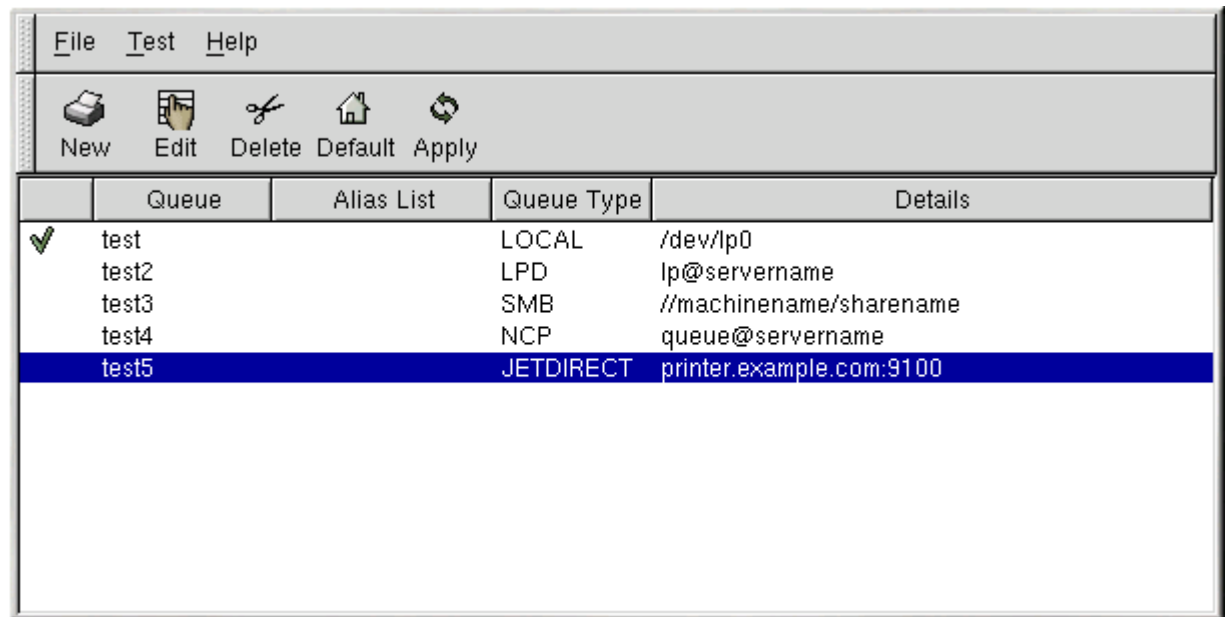 File Test Help
New Edit Delete Default Apply
Queue Alias List Queue Type Details
test LOCAL /dev/lp0
test2 LPD lp@servername
test3 SMB //machinename/sharename
test4 NCP queue@servername
test5 JETDIRECT printer.example.com:9100